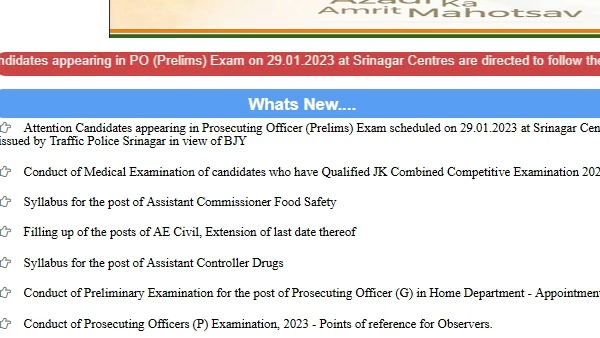 Azadi Ka
Amrit Mahotsav
ndidates appearing in PO (Prelims) Exam on 29.01.2023 at Srinagar Centres are directed to follow the
Whats New....
Attention Candidates appearing in Prosecuting Officer (Prelims) Exam scheduled on 29.01.2023 at Srinagar Cen
issued by Traffic Police Srinagar in view of BJY
Conduct of Medical Examination of candidates who have Qualified JK Combined Competitive Examination 202
Syllabus for the post of Assistant Commissioner Food Safety
Filling up of the posts of AE Civil, Extension of last date thereof
Syllabus for the post of Assistant Controller Drugs
Conduct of Preliminary Examination for the post of Prosecuting Officer (G) in Home Department - Appointmen
Conduct of Prosecuting Officers (P) Examination, 2023 - Points of reference for Observers.